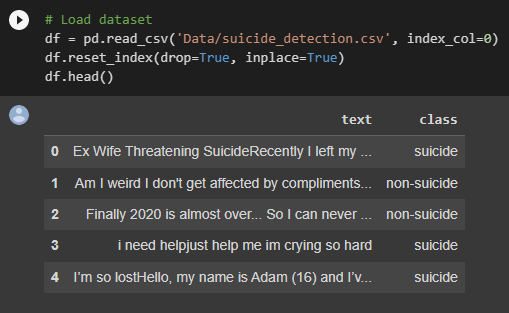 # Load dataset
df = pd.read_csv('Data/suicide_detection.csv', index_col=0)
df.reset_index(drop=True, inplace=True)
df.head()
text class
0 Ex Wife Threatening SuicideRecently I left my ... suicide
1 Am I weird I don't get affected by compliments... non-suicide
2 Finally 2020 is almost over... So I can never ... non-suicide
3 i need helpjust help me im crying so hard suicide
4 I’m so lostHello, my name is Adam (16) and I’v... suicide